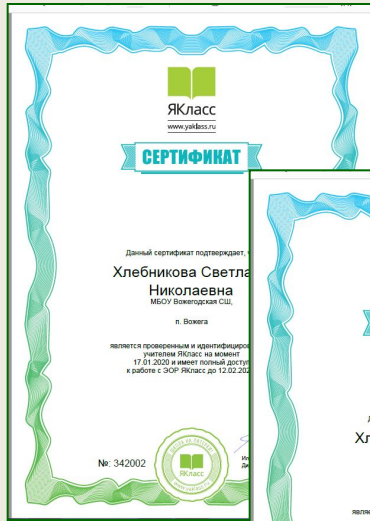 ЯКласс
www.yaklass.ru
СЕРТИФИКАТ
Данный сертификат подтверждает,
Хлебникова Светла
Николаевна
МБОУ Вожегодская СШ,
п. Вожега
является проверенным и идентифициров
учителем ЯКласс на момент
17.01.2020 и имеет полный доступ
к работе с ЭОР ЯКласс до 12.02.202
№: 342002
ЯКласс
Хл
явля